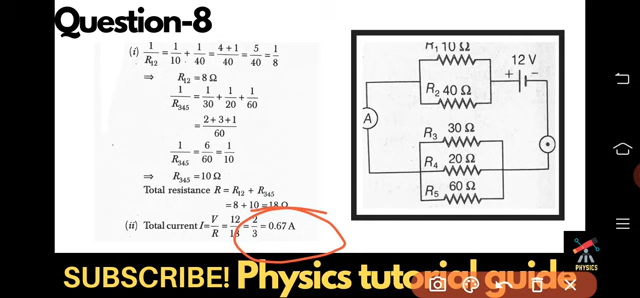 Question-8
(i) 1/R₁₂ = 1/10 + 1/40 = 4+1/40 = 5/40 = 1/8
⇒ R₁₂ = 8 Ω
1/R₃₄₅ = 1/30 + 1/20 + 1/60
= 2+3+1/60
1/R₃₄₅ = 6/60 = 1/10
⇒ R₃₄₅ = 10 Ω
Total resistance R = R₁₂ + R₃₄₅
= 8 + 10 = 18 Ω
(ii) Total current I = V/R = 12/18 = 2/3 = 0.67 A
R₁ 10 Ω
12 V
+ −
R₂ 40 Ω
A
R₃ 30 Ω
R₄ 20 Ω
R₅ 60 Ω
PHYSICS
SUBSCRIBE! Physics tutorial guide